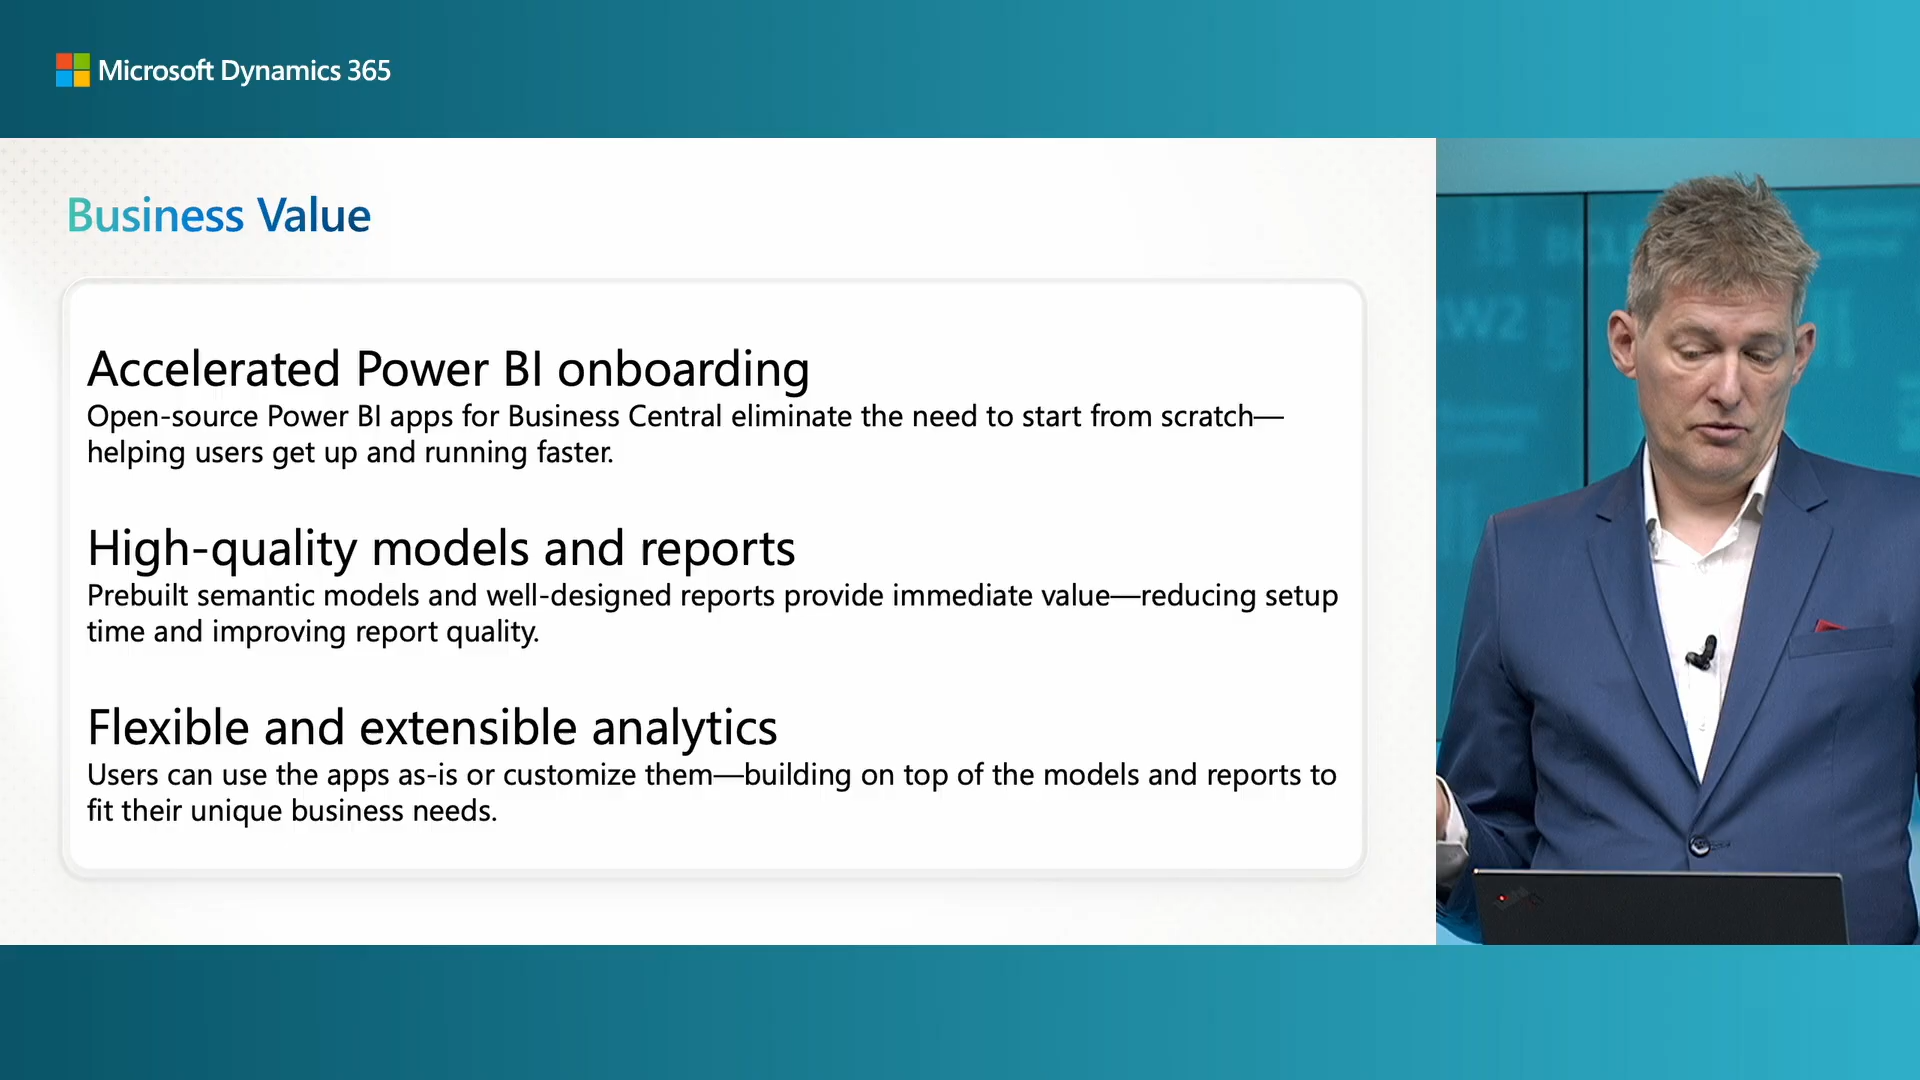 Microsoft Dynamics 365
Business Value
Accelerated Power BI onboarding
Open-source Power BI apps for Business Central eliminate the need to start from scratch—
helping users get up and running faster.
High-quality models and reports
Prebuilt semantic models and well-designed reports provide immediate value—reducing setup
time and improving report quality.
Flexible and extensible analytics
Users can use the apps as-is or customize them—building on top of the models and reports to
fit their unique business needs.
W2